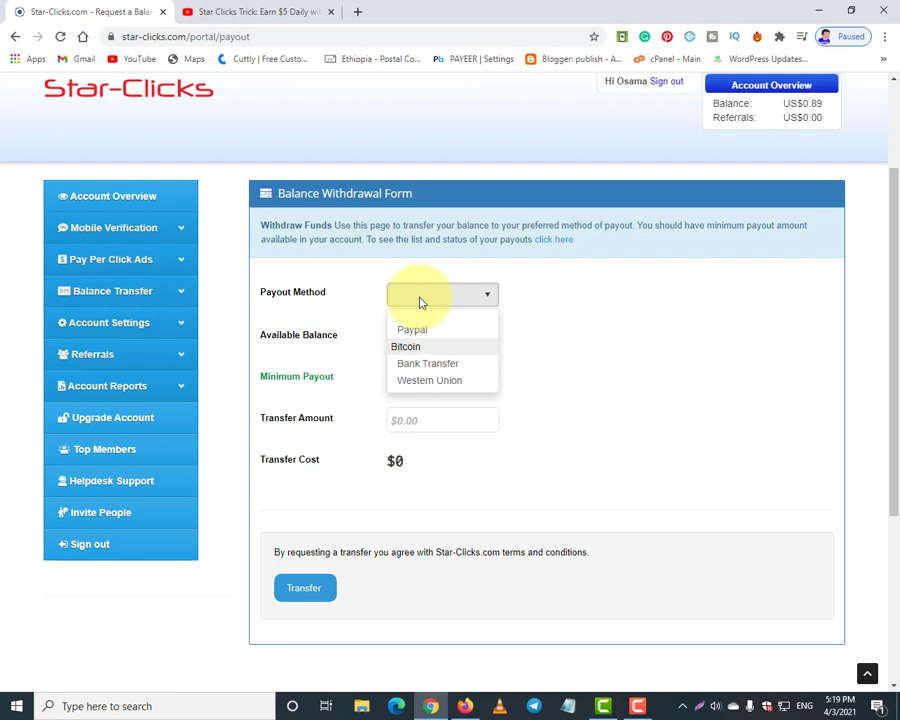 Star-Clicks.com - Request a Bala
Star Clicks Trick: Earn $5 Daily wit
star-clicks.com/portal/payout
Paused
Apps
Gmail
YouTube
Maps
Cuttly | Free Custo...
Ethiopia - Postal Co...
PAYEER | Settings
Blogger: publish - A...
cPanel - Main
WordPress Updates...
Star-Clicks
Hi Osama Sign out
Account Overview
Balance: US$0.89
Referrals: US$0.00
Account Overview
Mobile Verification
Pay Per Click Ads
Balance Transfer
Account Settings
Referrals
Account Reports
Upgrade Account
Top Members
Helpdesk Support
Invite People
Sign out
Balance Withdrawal Form
Withdraw Funds Use this page to transfer your balance to your preferred method of payout. You should have minimum payout amount
available in your account. To see the list and status of your payouts click here
Payout Method
Paypal
Bitcoin
Bank Transfer
Western Union
Available Balance
Minimum Payout
Transfer Amount
$0.00
Transfer Cost
$0
By requesting a transfer you agree with Star-Clicks.com terms and conditions.
Transfer
Type here to search
ENG
5:19 PM
4/3/2021